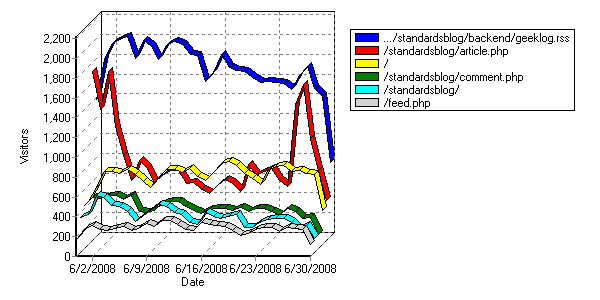 2,200
2,000
1,800
1,600
1,400
1,200
1,000
800
600
400
200
0
Visitors
6/2/2008 6/9/2008 6/16/2008 6/23/2008 6/30/2008
Date
.../standardsblog/backend/geeklog.rss
/standardsblog/article.php
/
/standardsblog/comment.php
/standardsblog/
/feed.php